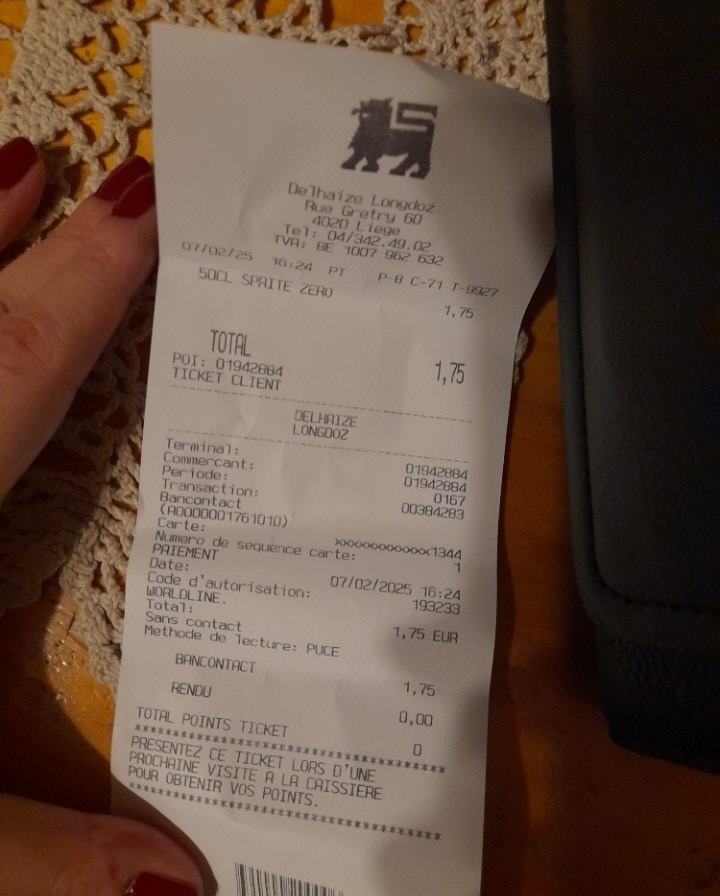 Delhaize Longdoz
Rue Gretry 60
4020 Liege
Tel: 04/342.49.02
TVA: BE 1007 962 632
07/02/25 16:24 PT P-8 C-71 T-9927
50CL SPRITE ZERO 1,75
TOTAL 1,75
POI: 01942884
TICKET CLIENT
DELHAIZE
LONGDOZ
Terminal: 01942884
Commercant: 01942884
Periode: 0167
Transaction: 00384283
Bancontact
(A0000001761010)
Carte: xxxxxxxxxxxx1344
Numero de sequence carte: 1
PAIEMENT
Date: 07/02/2025 16:24
Code d'autorisation: 193233
WORLDLINE.
Total: 1,75 EUR
Sans contact
Methode de lecture: PUCE
BANCONTACT 1,75
RENDU 0,00
TOTAL POINTS TICKET 0
****************************************
PRESENTEZ CE TICKET LORS D'UNE
PROCHAINE VISITE A LA CAISSIERE
POUR OBTENIR VOS POINTS.
****************************************